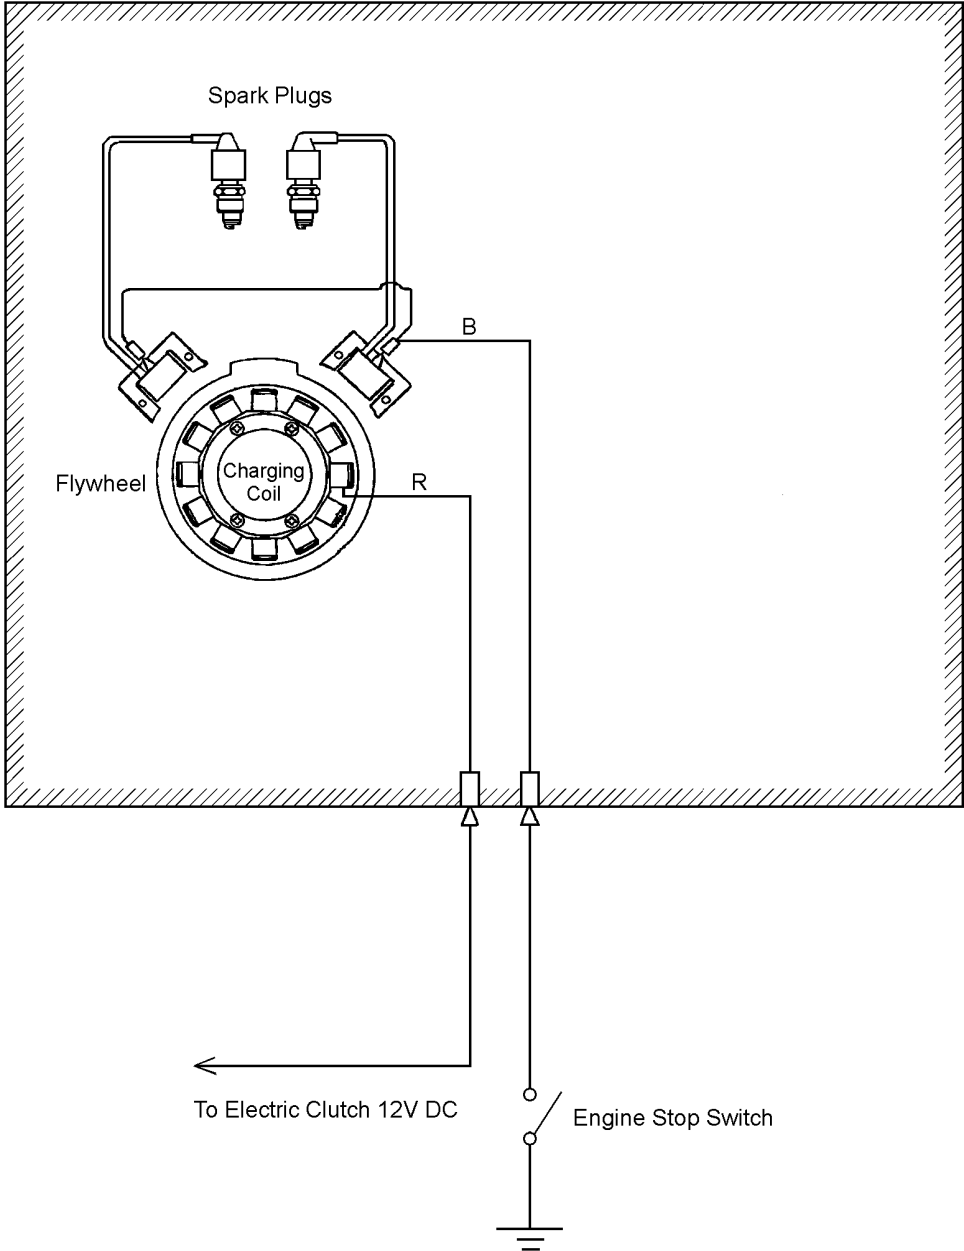 Spark Plugs
B
Charging
Coil
Flywheel
R
To Electric Clutch 12V DC
Engine Stop Switch